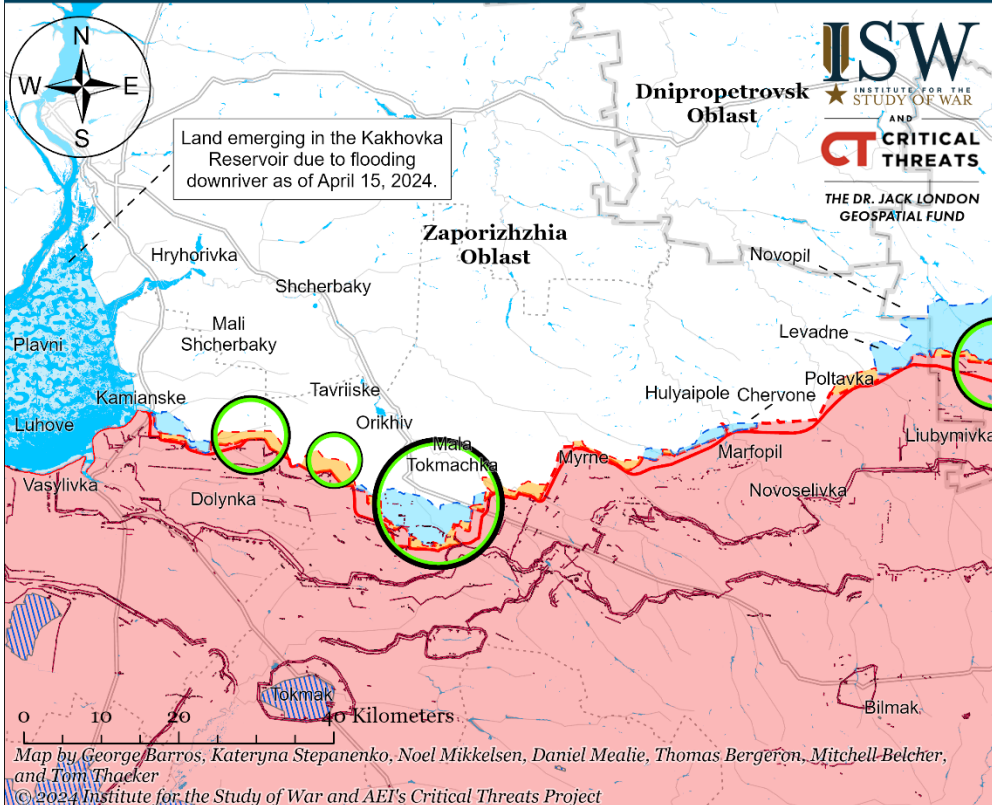 N
W
E
S
ISW
INSTITUTE FOR THE
STUDY OF WAR
AND
CT CRITICAL
THREATS
THE DR. JACK LONDON
GEOSPATIAL FUND
Dnipropetrovsk
Oblast
Land emerging in the Kakhovka
Reservoir due to flooding
downriver as of April 15, 2024.
Zaporizhzhia
Oblast
Hryhorivka
Novopil
Shcherbaky
Mali
Shcherbaky
Levadne
Plavni
Poltavka
Tavriiske
Hulyaipole
Chervone
Kamianske
Orikhiv
Luhove
Mala
Tokmachka
Liubymivka
Myrne
Marfopil
Vasylivka
Dolynka
Novoselivka
Tokmak
Bilmak
0 10 20 40 Kilometers
Map by George Barros, Kateryna Stepanenko, Noel Mikkelsen, Daniel Mealie, Thomas Bergeron, Mitchell Belcher,
and Tom Thacker
© 2024 Institute for the Study of War and AEI's Critical Threats Project